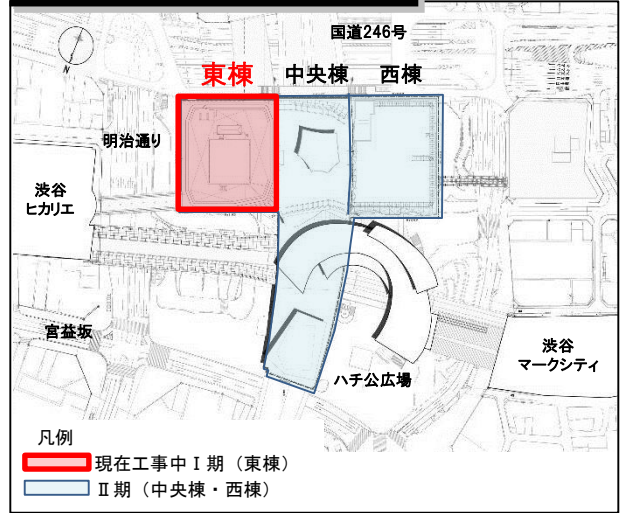 国道246号
N
東棟 中央棟 西棟
明治通り
渋谷
ヒカリエ
宮益坂
ハチ公広場
渋谷
マークシティ
凡例
現在工事中Ⅰ期（東棟）
Ⅱ期（中央棟・西棟）